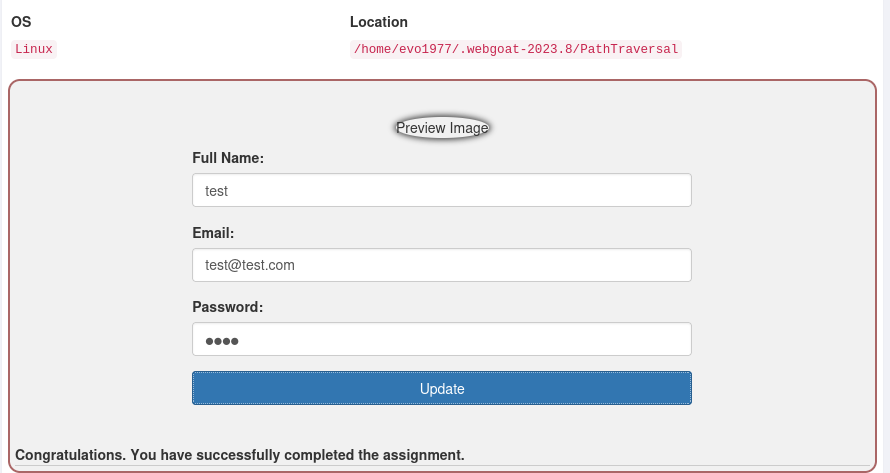 OS Location
Linux /home/evo1977/.webgoat-2023.8/PathTraversal
Preview Image
Full Name:
test
Email:
test@test.com
Password:
●●●●
Update
Congratulations. You have successfully completed the assignment.